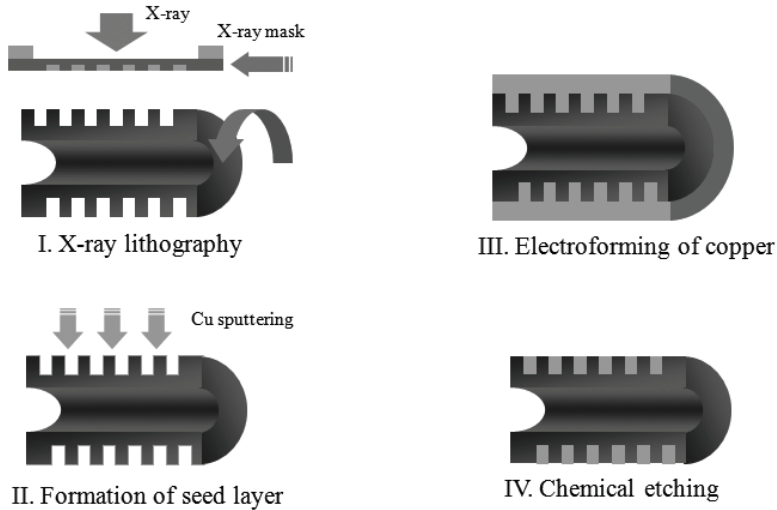 X-ray
X-ray mask
I. X-ray lithography
Cu sputtering
II. Formation of seed layer
III. Electroforming of copper
IV. Chemical etching